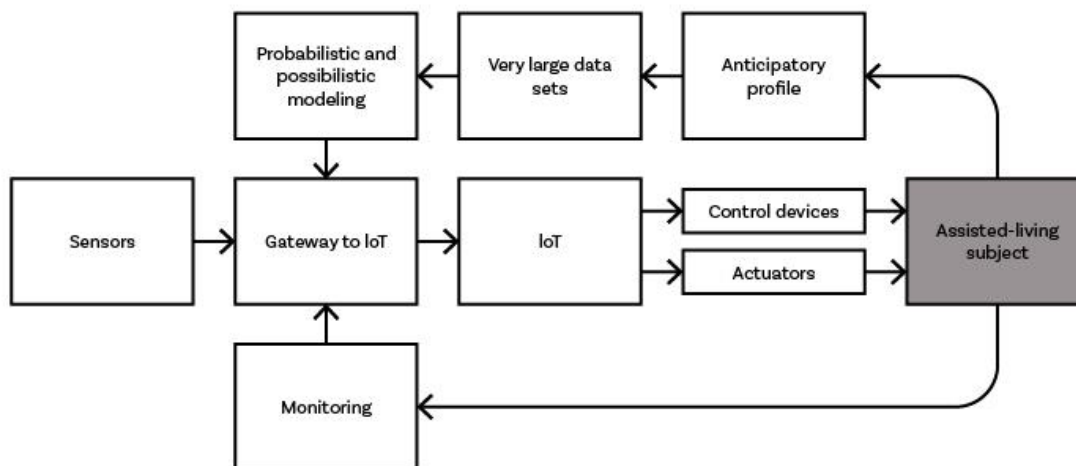 Probabilistic and
possibilistic
modeling
Very large data
sets
Anticipatory
profile
Sensors
Gateway to IoT
IoT
Control devices
Actuators
Assisted-living
subject
Monitoring